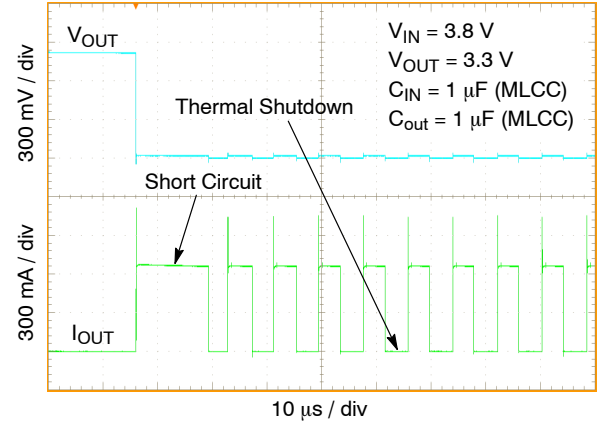 V_OUT
V_IN = 3.8 V
V_OUT = 3.3 V
C_IN = 1 μF (MLCC)
C_out = 1 μF (MLCC)
300 mV / div
Thermal Shutdown
Short Circuit
300 mA / div
I_OUT
10 μs / div